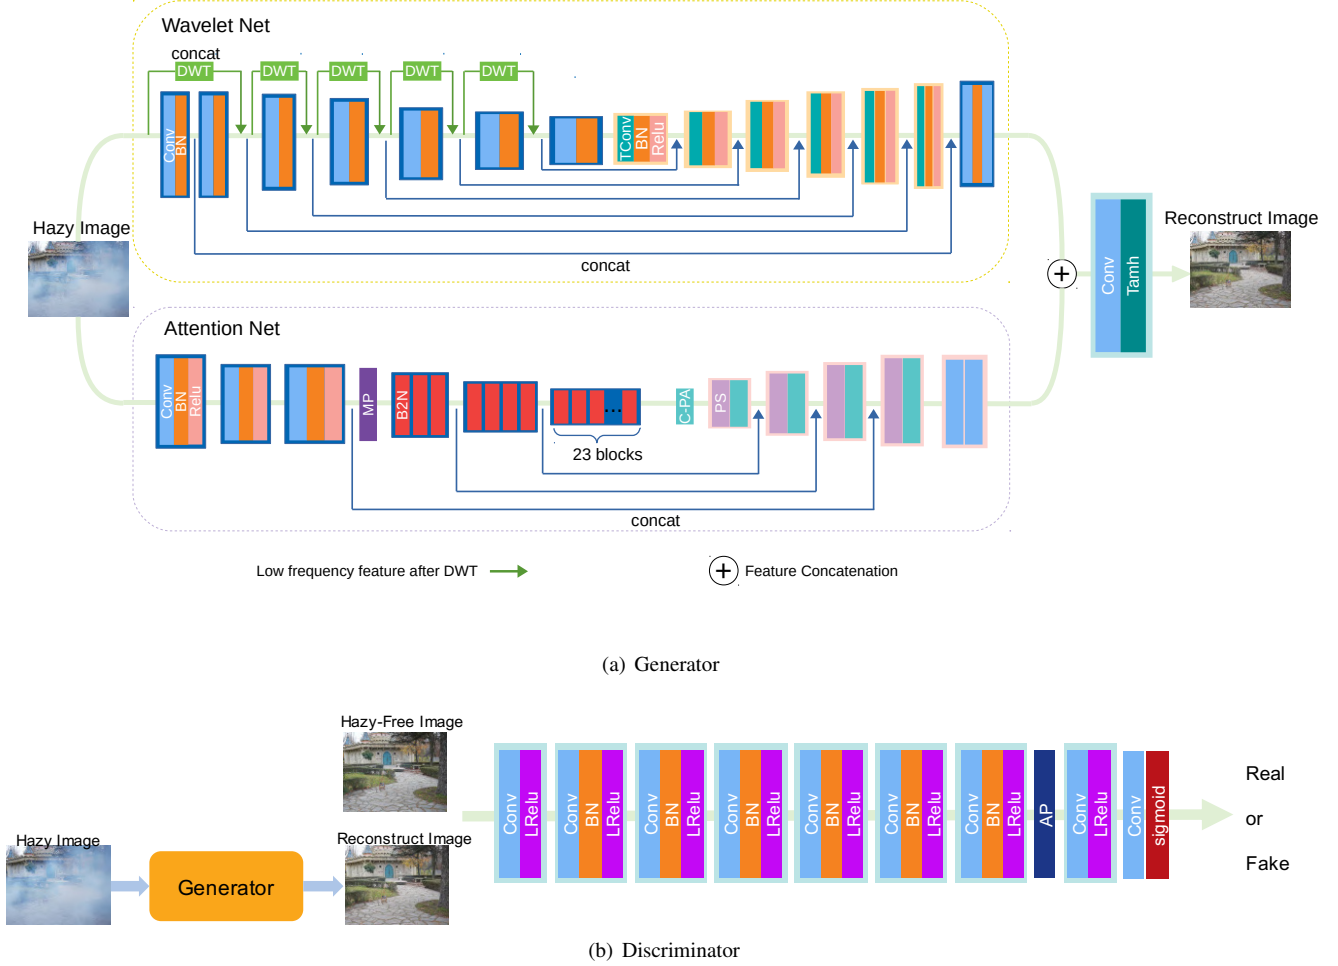 Wavelet Net
concat
DWT DWT DWT DWT DWT
Conv
BN
TConv
BN
Relu
Hazy Image
concat
Reconstruct Image
Conv
Tamh
Attention Net
Conv
BN
Relu
MP
B2N
...
C-PA
PS
23 blocks
concat
Low frequency feature after DWT
Feature Concatenation
(a) Generator
Hazy-Free Image
Hazy Image
Generator
Reconstruct Image
Conv LRelu
Conv BN LRelu
Conv BN LRelu
Conv BN LRelu
Conv BN LRelu
Conv BN LRelu
Conv BN LRelu
AP
Conv LRelu
Conv sigmoid
Real
or
Fake
(b) Discriminator